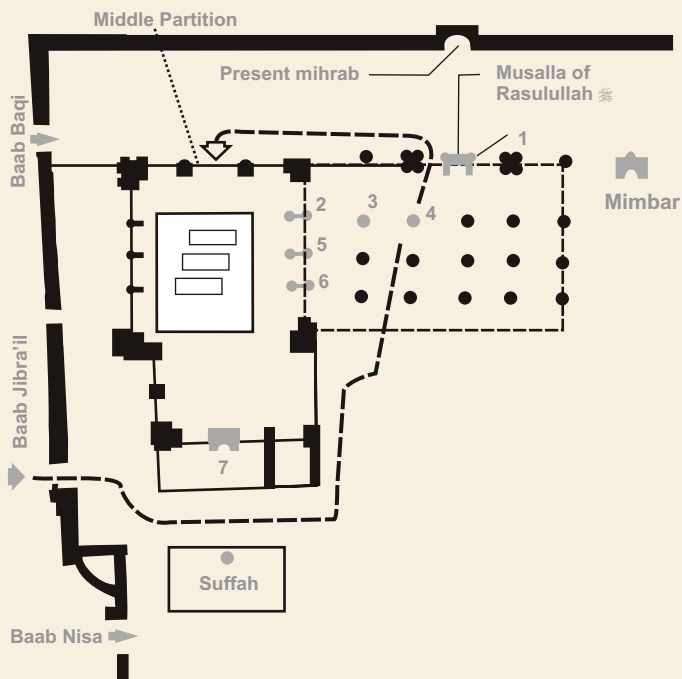 Middle Partition
Present mihrab
Musalla of
Rasulullah ﷺ
Baab Baqi
1
Mimbar
2
3
4
5
6
Baab Jibra’il
7
Suffah
Baab Nisa